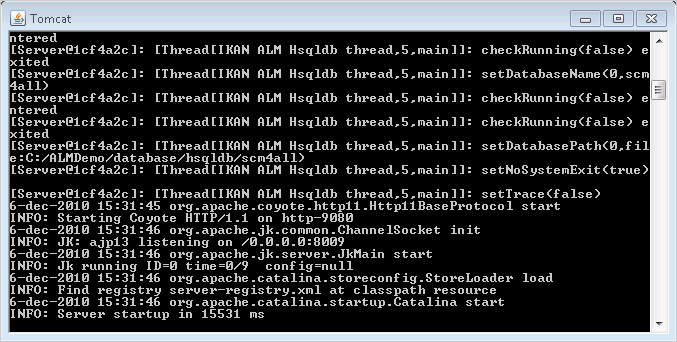 Tomcat
ntered
[Server@1cf4a2c]: [Thread[IKAN ALM Hsqldb thread,5,main]]: checkRunning(false) e
xited
[Server@1cf4a2c]: [Thread[IKAN ALM Hsqldb thread,5,main]]: setDatabaseName(0,scm
4all)
[Server@1cf4a2c]: [Thread[IKAN ALM Hsqldb thread,5,main]]: checkRunning(false) e
ntered
[Server@1cf4a2c]: [Thread[IKAN ALM Hsqldb thread,5,main]]: checkRunning(false) e
xited
[Server@1cf4a2c]: [Thread[IKAN ALM Hsqldb thread,5,main]]: setDatabasePath(0,fil
e:C:/ALMDemo/database/hsqldb/scm4all)
[Server@1cf4a2c]: [Thread[IKAN ALM Hsqldb thread,5,main]]: setNoSystemExit(true)
[Server@1cf4a2c]: [Thread[IKAN ALM Hsqldb thread,5,main]]: setTrace(false)
6-dec-2010 15:31:45 org.apache.coyote.http11.Http11BaseProtocol start
INFO: Starting Coyote HTTP/1.1 on http-9080
6-dec-2010 15:31:46 org.apache.jk.common.ChannelSocket init
INFO: JK: ajp13 listening on /0.0.0.0:8009
6-dec-2010 15:31:46 org.apache.jk.server.JkMain start
INFO: Jk running ID=0 time=0/9  config=null
6-dec-2010 15:31:46 org.apache.catalina.storeconfig.StoreLoader load
INFO: Find registry server-registry.xml at classpath resource
6-dec-2010 15:31:46 org.apache.catalina.startup.Catalina start
INFO: Server startup in 15531 ms